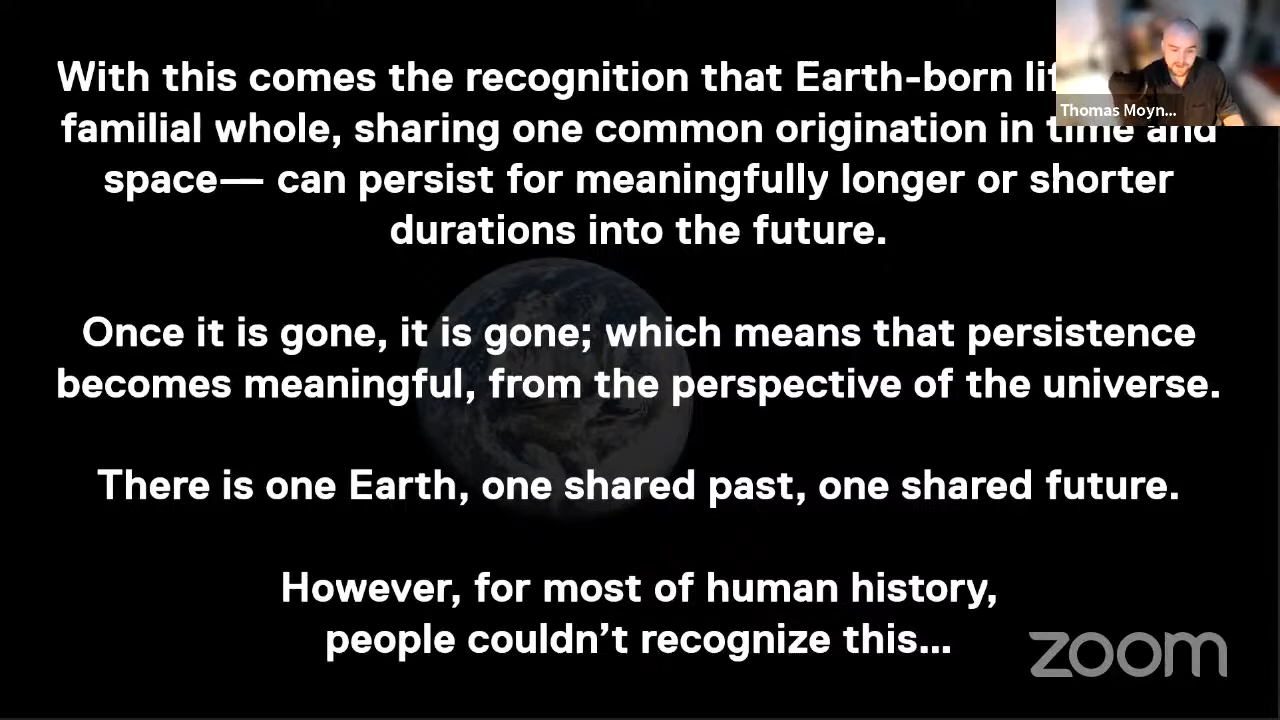 With this comes the recognition that Earth-born
familial whole, sharing one common origination in time and
space— can persist for meaningfully longer or shorter
durations into the future.
Once it is gone, it is gone; which means that persistence
becomes meaningful, from the perspective of the universe.
There is one Earth, one shared past, one shared future.
However, for most of human history,
people couldn’t recognize this...
Thomas Moyn...
zoom